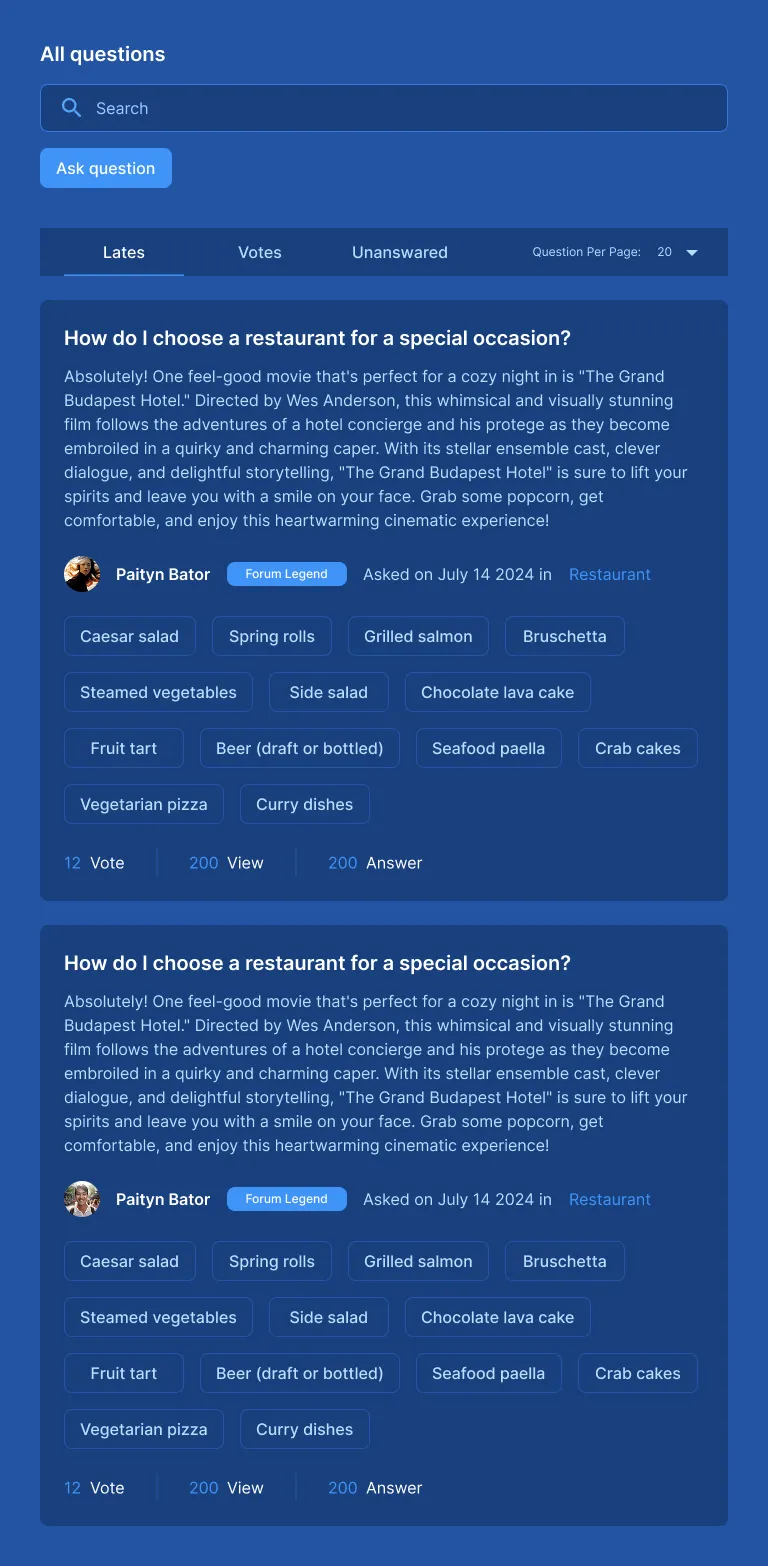 All questions
Search
Ask question
Lates Votes Unanswared Question Per Page: 20
How do I choose a restaurant for a special occasion?
Absolutely! One feel-good movie that's perfect for a cozy night in is "The Grand
Budapest Hotel." Directed by Wes Anderson, this whimsical and visually stunning
film follows the adventures of a hotel concierge and his protege as they become
embroiled in a quirky and charming caper. With its stellar ensemble cast, clever
dialogue, and delightful storytelling, "The Grand Budapest Hotel" is sure to lift your
spirits and leave you with a smile on your face. Grab some popcorn, get
comfortable, and enjoy this heartwarming cinematic experience!
Paityn Bator Forum Legend Asked on July 14 2024 in Restaurant
Caesar salad Spring rolls Grilled salmon Bruschetta
Steamed vegetables Side salad Chocolate lava cake
Fruit tart Beer (draft or bottled) Seafood paella Crab cakes
Vegetarian pizza Curry dishes
12 Vote 200 View 200 Answer
How do I choose a restaurant for a special occasion?
Absolutely! One feel-good movie that's perfect for a cozy night in is "The Grand
Budapest Hotel." Directed by Wes Anderson, this whimsical and visually stunning
film follows the adventures of a hotel concierge and his protege as they become
embroiled in a quirky and charming caper. With its stellar ensemble cast, clever
dialogue, and delightful storytelling, "The Grand Budapest Hotel" is sure to lift your
spirits and leave you with a smile on your face. Grab some popcorn, get
comfortable, and enjoy this heartwarming cinematic experience!
Paityn Bator Forum Legend Asked on July 14 2024 in Restaurant
Caesar salad Spring rolls Grilled salmon Bruschetta
Steamed vegetables Side salad Chocolate lava cake
Fruit tart Beer (draft or bottled) Seafood paella Crab cakes
Vegetarian pizza Curry dishes
12 Vote 200 View 200 Answer